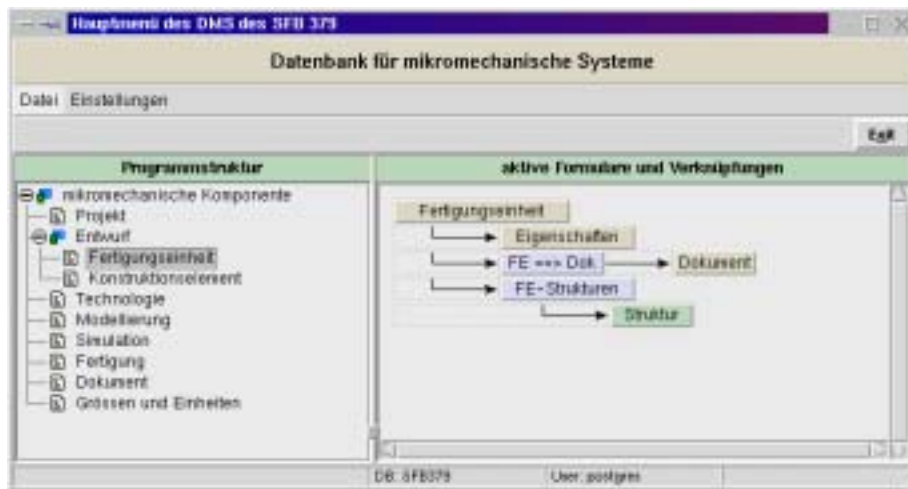 Hauptmenü des DMS des SFB 379
Datenbank für mikromechanische Systeme
Datei Einstellungen
Exit
Programmstruktur
aktive Formulare und Verknüpfungen
mikromechanische Komponente
Projekt
Entwurf
Fertigungseinheit
Konstruktionselement
Technologie
Modellierung
Simulation
Fertigung
Dokument
Grössen und Einheiten
Fertigungseinheit
Eigenschaften
FE ==> Dok. Dokument
FE-Strukturen
Struktur
DB: SFB379 User: postgres